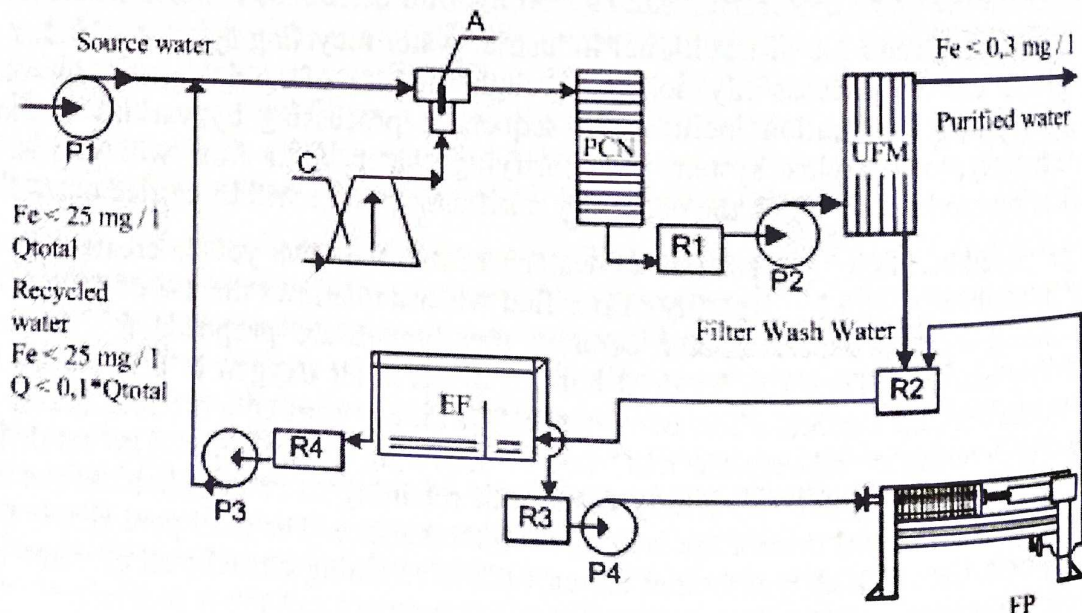 A
Source water
Fe < 0,3 mg / l
P1
C
PCN
UFM
Purified water
Fe < 25 mg / l
Qtotal
R1
P2
Recycled
water
Fe < 25 mg / l
Q < 0,1*Qtotal
Filter Wash Water
R2
EF
R4
P3
R3
P4
FP